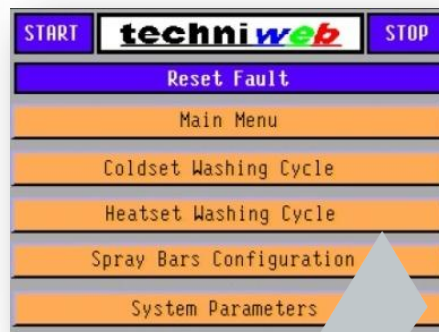 START techniweb STOP
Reset Fault
Main Menu
Coldset Washing Cycle
Heatset Washing Cycle
Spray Bars Configuration
System Parameters